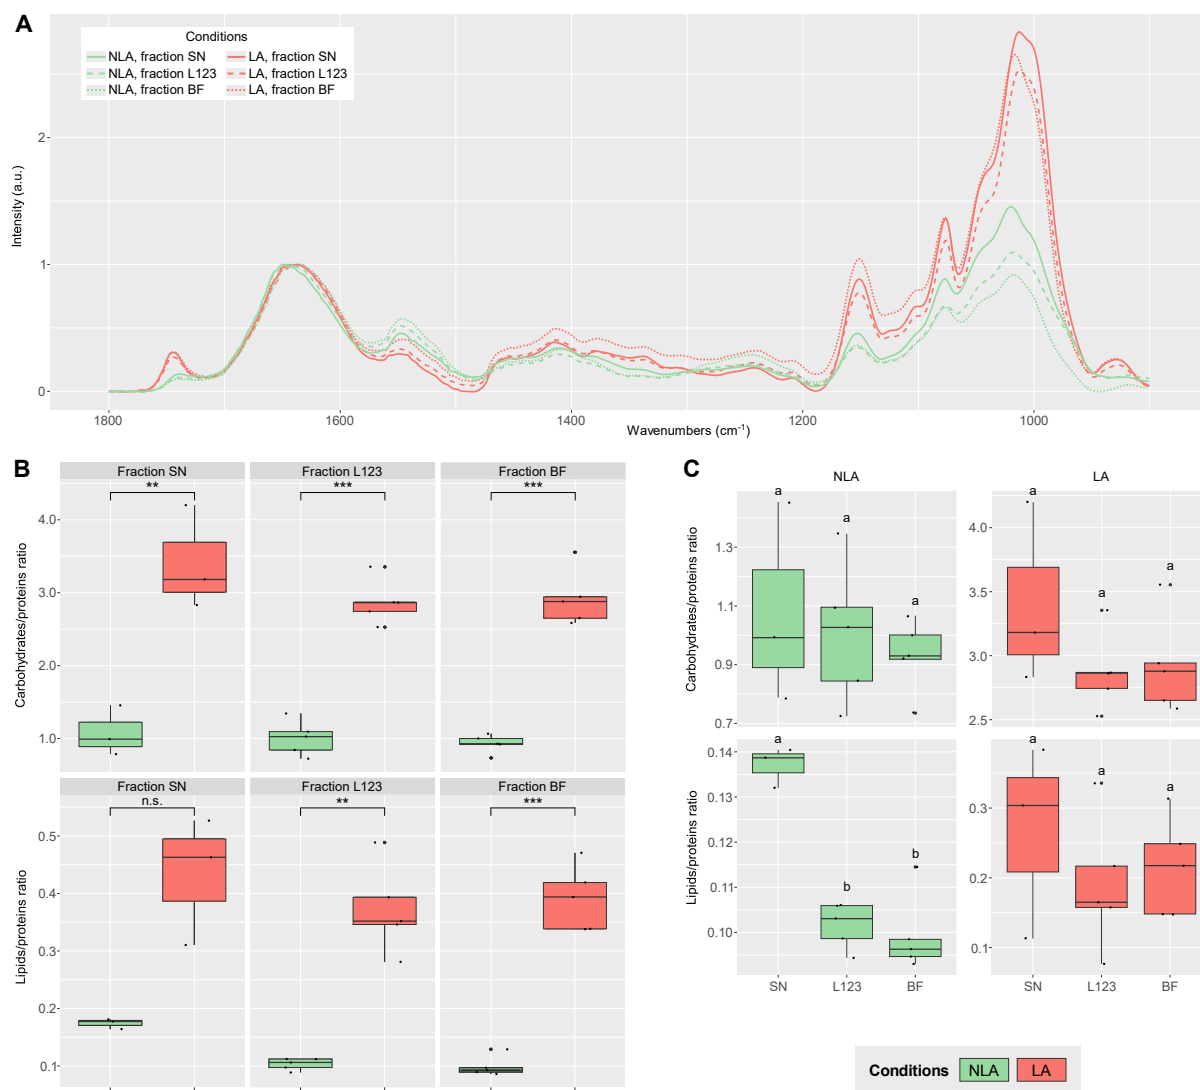 A
Conditions
NLA, fraction SN
LA, fraction SN
NLA, fraction L123
LA, fraction L123
NLA, fraction BF
LA, fraction BF
Intensity (a.u.)
2
1
0
1800
1600
1400
1200
1000
Wavenumbers (cm⁻¹)
B
Fraction SN
Fraction L123
Fraction BF
**
***
***
Carbohydrates/proteins ratio
4.0
3.0
2.0
1.0
Fraction SN
Fraction L123
Fraction BF
n.s.
**
***
Lipids/proteins ratio
0.5
0.4
0.3
0.2
0.1
C
NLA
LA
Carbohydrates/proteins ratio
a
a
a
1.3
1.1
0.9
0.7
a
a
a
4.0
3.5
3.0
2.5
Lipids/proteins ratio
a
b
b
0.14
0.13
0.12
0.11
0.10
a
a
a
0.3
0.2
0.1
SN
L123
BF
SN
L123
BF
Conditions
NLA
LA